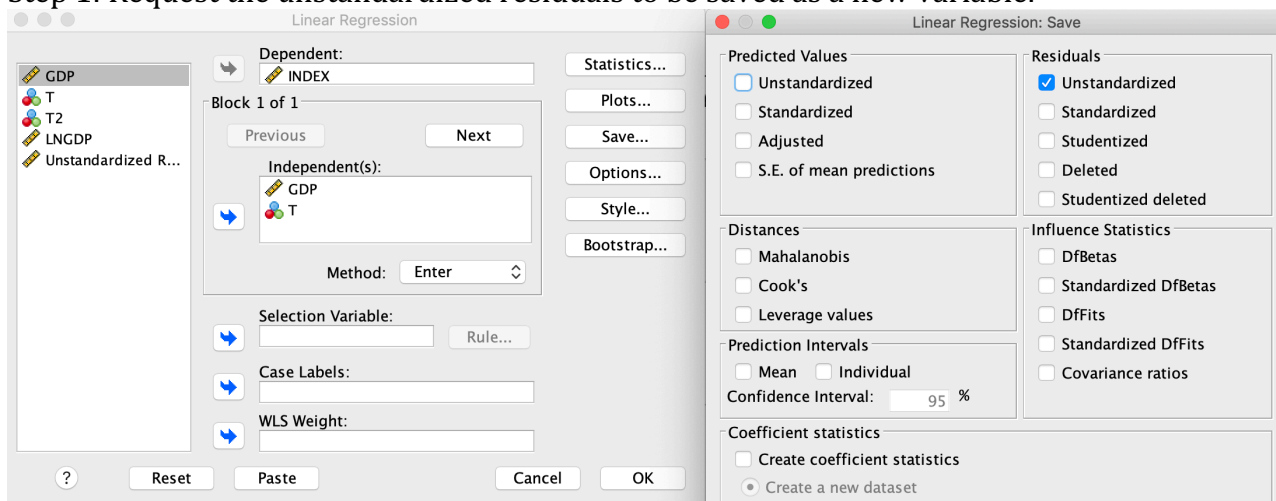 Step 1: Request the unstandardized residuals to be saved as a new variable.
Linear Regression
GDP
T
T2
LNGDP
Unstandardized R...
Dependent:
INDEX
Block 1 of 1
Previous
Next
Independent(s):
GDP
T
Method:
Enter
Selection Variable:
Rule...
Case Labels:
WLS Weight:
Statistics...
Plots...
Save...
Options...
Style...
Bootstrap...
?
Reset
Paste
Cancel
OK
Linear Regression: Save
Predicted Values
Unstandardized
Standardized
Adjusted
S.E. of mean predictions
Residuals
Unstandardized
Standardized
Studentized
Deleted
Studentized deleted
Distances
Mahalanobis
Cook's
Leverage values
Influence Statistics
DfBetas
Standardized DfBetas
DfFits
Standardized DfFits
Covariance ratios
Prediction Intervals
Mean Individual
Confidence Interval: 95 %
Coefficient statistics
Create coefficient statistics
Create a new dataset